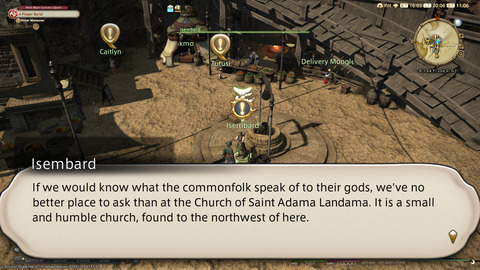 A Proper Burial
Caitlyn
Tutusi
Delivery Moogle
Isembard
Isembard
If we would know what the commonfolk speak of to their gods, we've no
better place to ask than at the Church of Saint Adama Landama. It is a small
and humble church, found to the northwest of here.